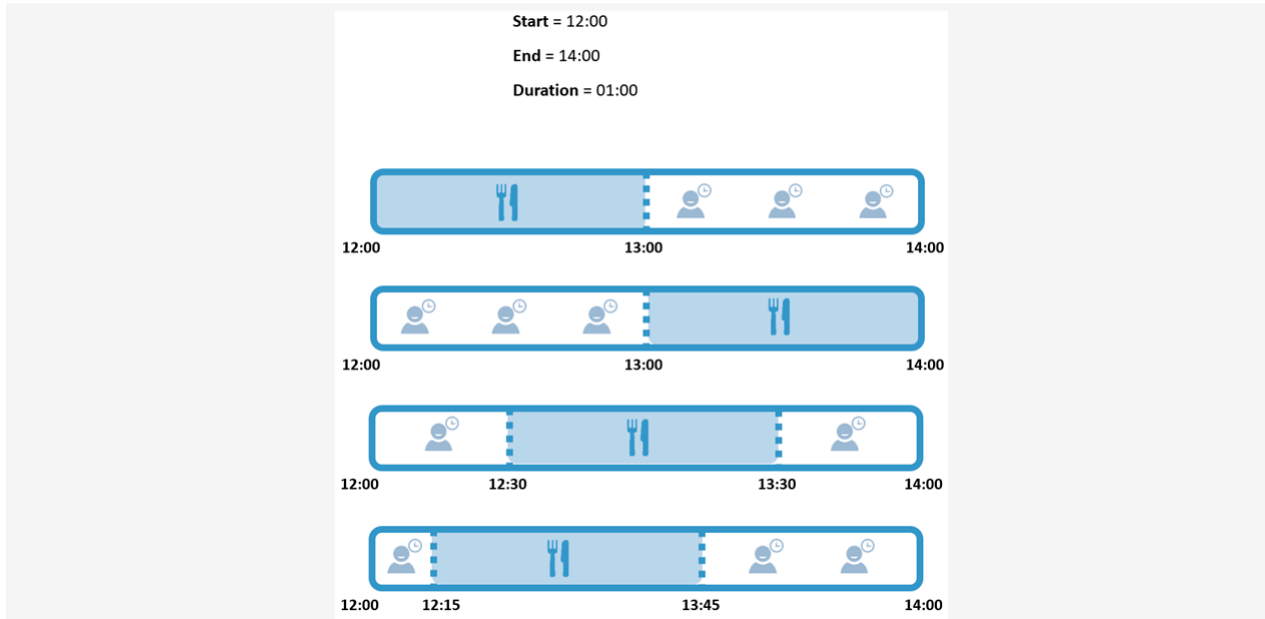 Start = 12:00
End = 14:00
Duration = 01:00
12:00 13:00 14:00
12:00 13:00 14:00
12:00 12:30 13:30 14:00
12:00 12:15 13:45 14:00